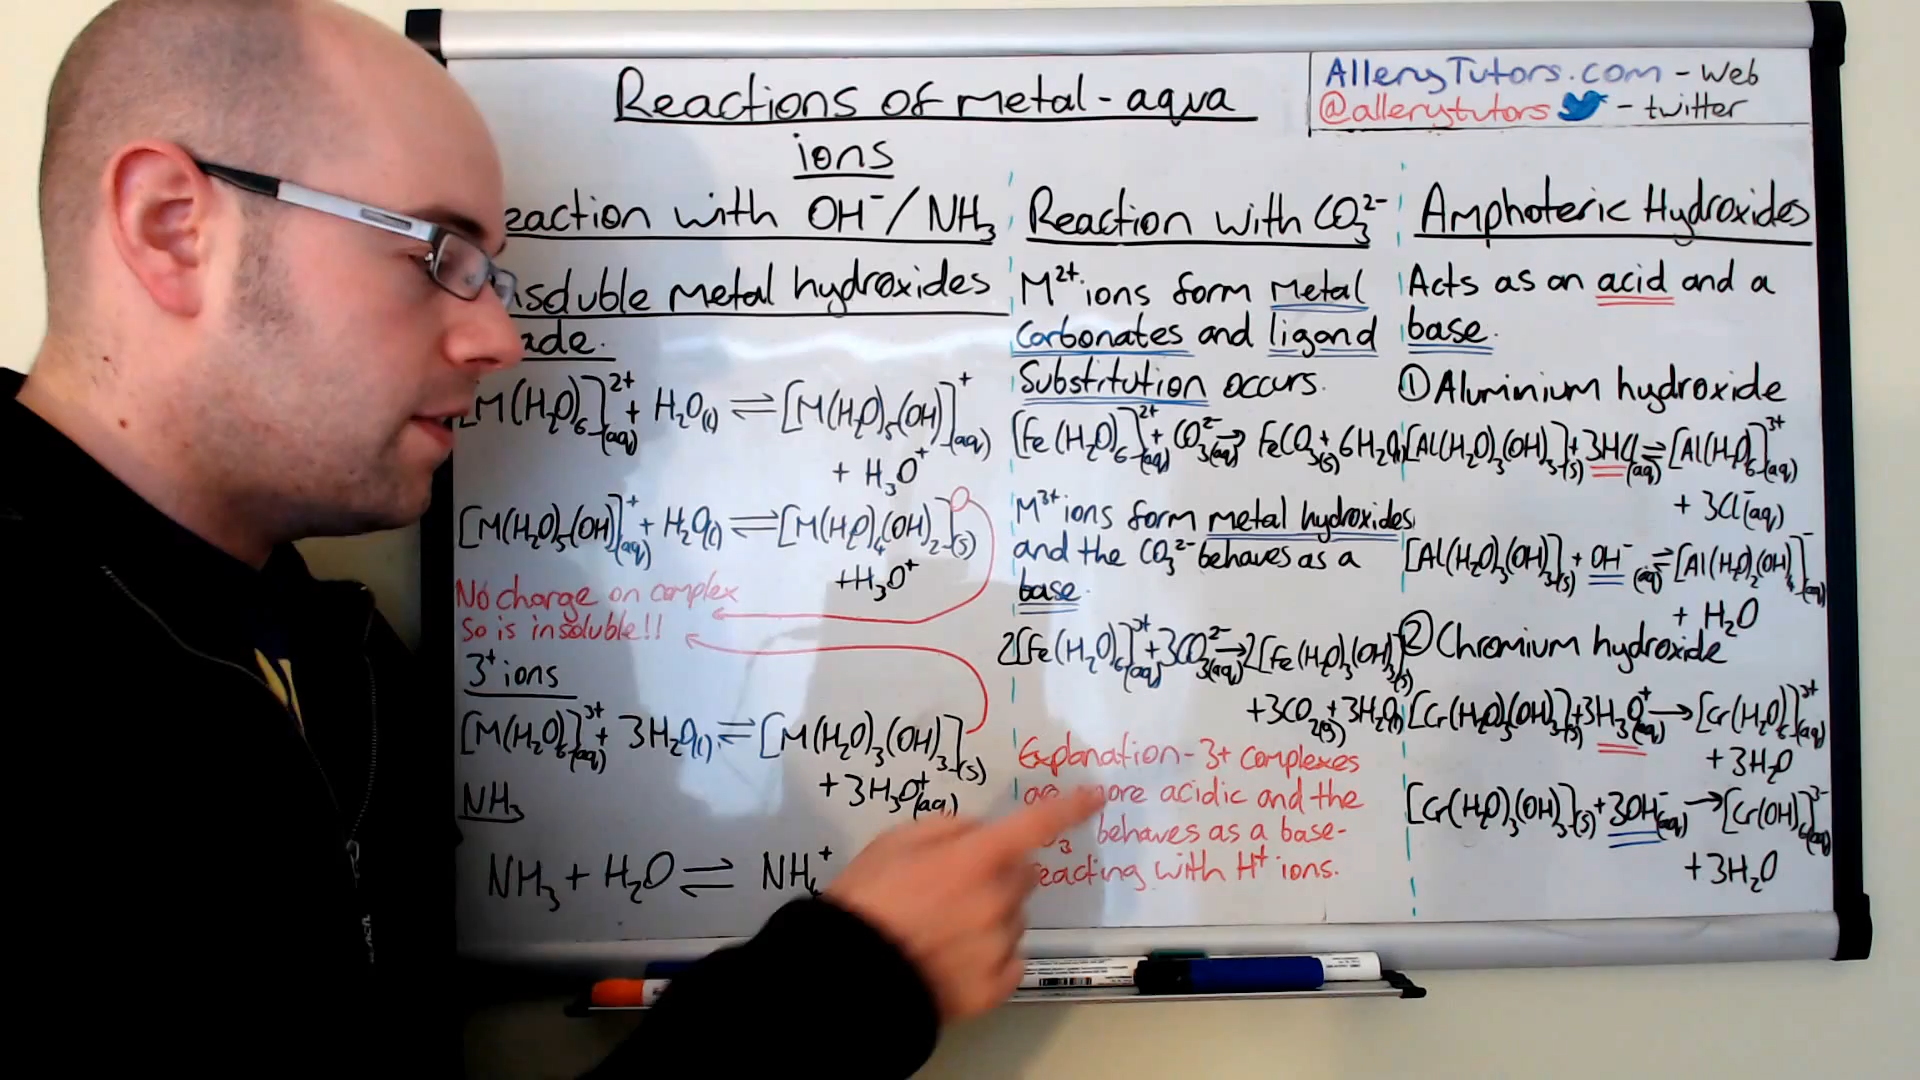 Reactions of metal-aqua
ions
AlleryTutors.com - Web
@allerytutors - twitter
eaction with OH⁻/NH₃
nsoluble metal hydroxides
ade.
[M(H₂O)₆]²⁺(aq) + H₂O(l) ⇌ [M(H₂O)₅(OH)]⁺(aq)
+ H₃O⁺
[M(H₂O)₅(OH)]⁺(aq) + H₂O(l) ⇌ [M(H₂O)₄(OH)₂](s)
+ H₃O⁺
No charge on complex
So is insoluble!!
3⁺ ions
[M(H₂O)₆]³⁺(aq) + 3H₂O(l) ⇌ [M(H₂O)₃(OH)₃](s)
+ 3H₃O⁺(aq)
NH₃
NH₃ + H₂O ⇌ NH₄⁺
Reaction with CO₃²⁻
M²⁺ ions form metal
carbonates and ligand
Substitution occurs.
[Fe(H₂O)₆]²⁺(aq) + CO₃²⁻(aq) → FeCO₃(s) + 6H₂O(l)
M³⁺ ions form metal hydroxides
and the CO₃²⁻ behaves as a
base.
2[Fe(H₂O)₆]³⁺(aq) + 3CO₃²⁻(aq) → 2[Fe(H₂O)₃(OH)₃](s)
+ 3CO₂(g) + 3H₂O(l)
Explanation - 3+ complexes
more acidic and the
behaves as a base-
eacting with H⁺ ions.
Amphoteric Hydroxides
Acts as an acid and a
base.
① Aluminium hydroxide
[Al(H₂O)₃(OH)₃](s) + 3HCl(aq) ⇌ [Al(H₂O)₆]³⁺(aq)
+ 3Cl⁻(aq)
[Al(H₂O)₃(OH)₃](s) + OH⁻(aq) ⇌ [Al(H₂O)₂(OH)₄]⁻(aq)
+ H₂O
② Chromium hydroxide
[Cr(H₂O)₃(OH)₃](s) + 3H₃O⁺(aq) → [Cr(H₂O)₆]³⁺(aq)
+ 3H₂O
[Cr(H₂O)₃(OH)₃](s) + 3OH⁻(aq) → [Cr(OH)₆]³⁻(aq)
+ 3H₂O